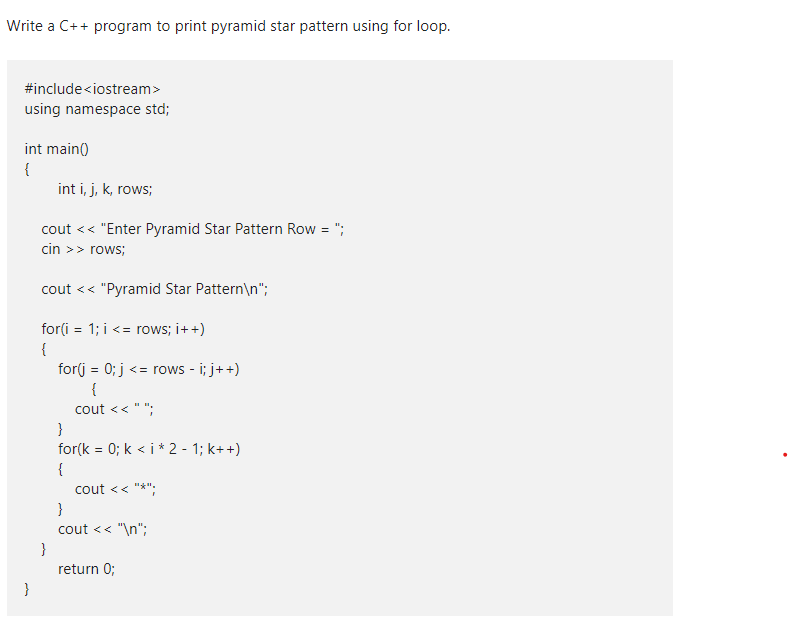 Write a C++ program to print pyramid star pattern using for loop.
#include<iostream>
using namespace std;
int main()
{
int i, j, k, rows;
cout << "Enter Pyramid Star Pattern Row = ";
cin >> rows;
cout << "Pyramid Star Pattern\n";
for(i = 1; i <= rows; i++)
{
for(j = 0; j <= rows - i; j++)
{
cout << " ";
}
for(k = 0; k < i * 2 - 1; k++)
{
cout << "*";
}
cout << "\n";
}
return 0;
}